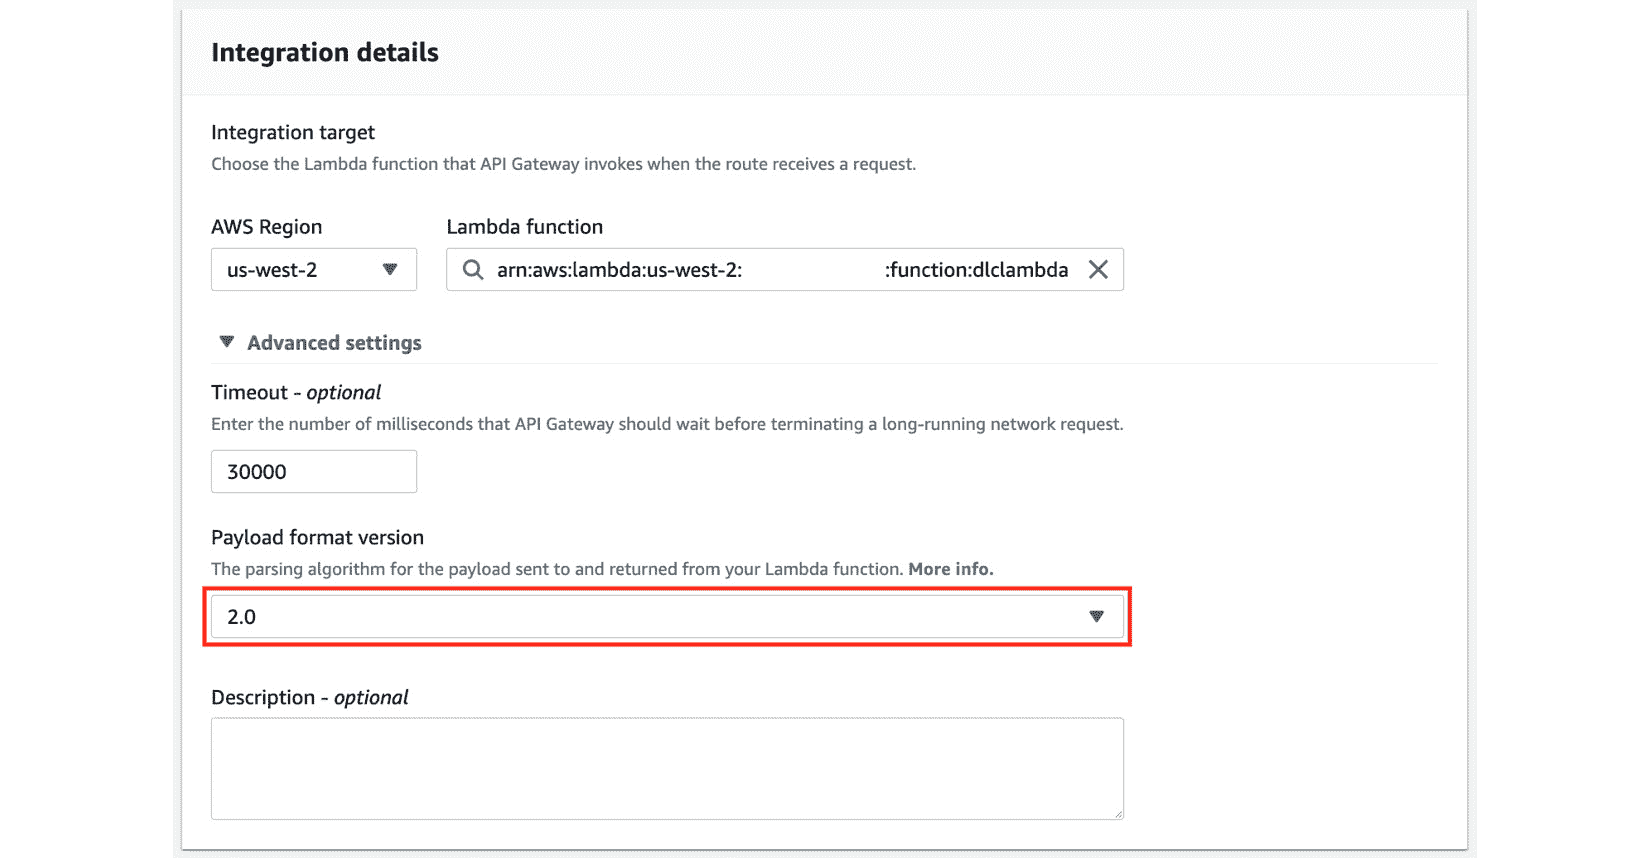 Integration details
Integration target
Choose the Lambda function that API Gateway invokes when the route receives a request.
AWS Region
Lambda function
us-west-2
arn:aws:lambda:us-west-2: :function:dlclambda
Advanced settings
Timeout - optional
Enter the number of milliseconds that API Gateway should wait before terminating a long-running network request.
30000
Payload format version
The parsing algorithm for the payload sent to and returned from your Lambda function. More info.
2.0
Description - optional